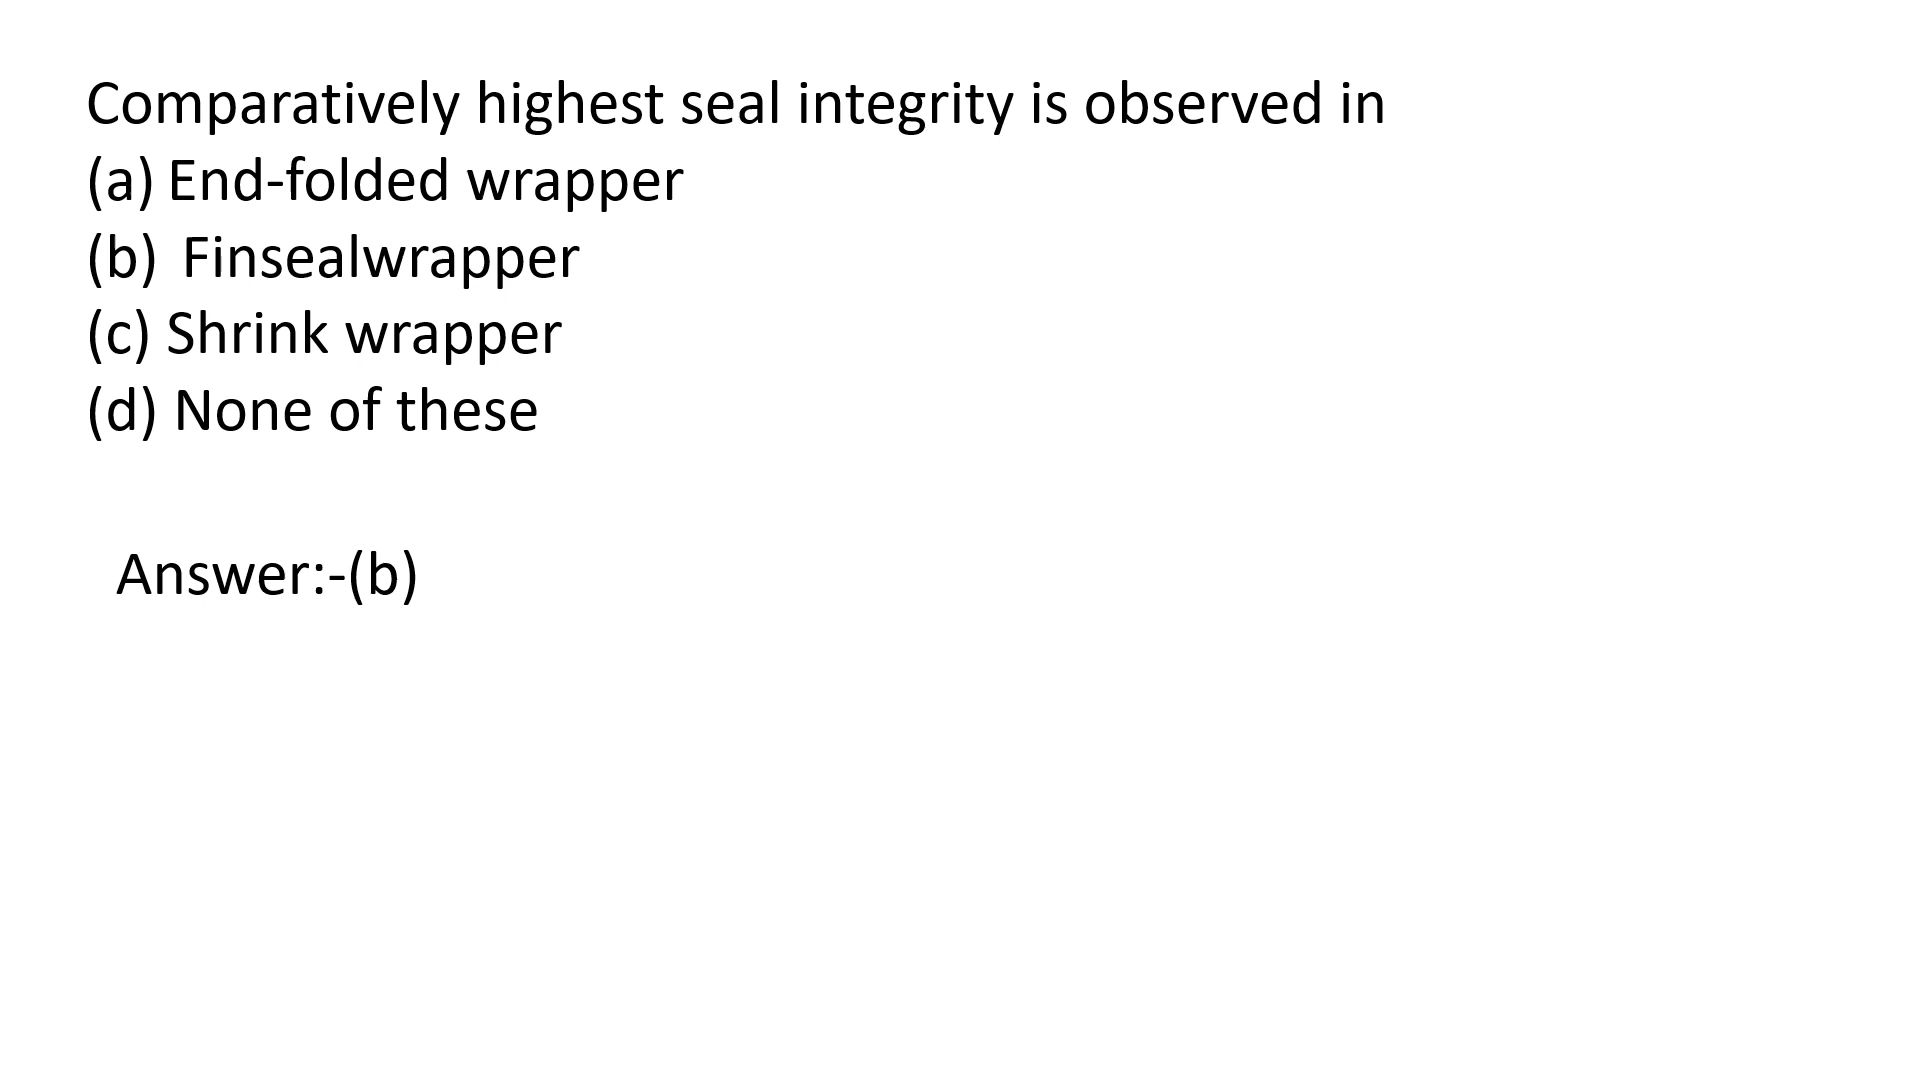 Comparatively highest seal integrity is observed in
(a) End-folded wrapper
(b) Finsealwrapper
(c) Shrink wrapper
(d) None of these
Answer:-(b)